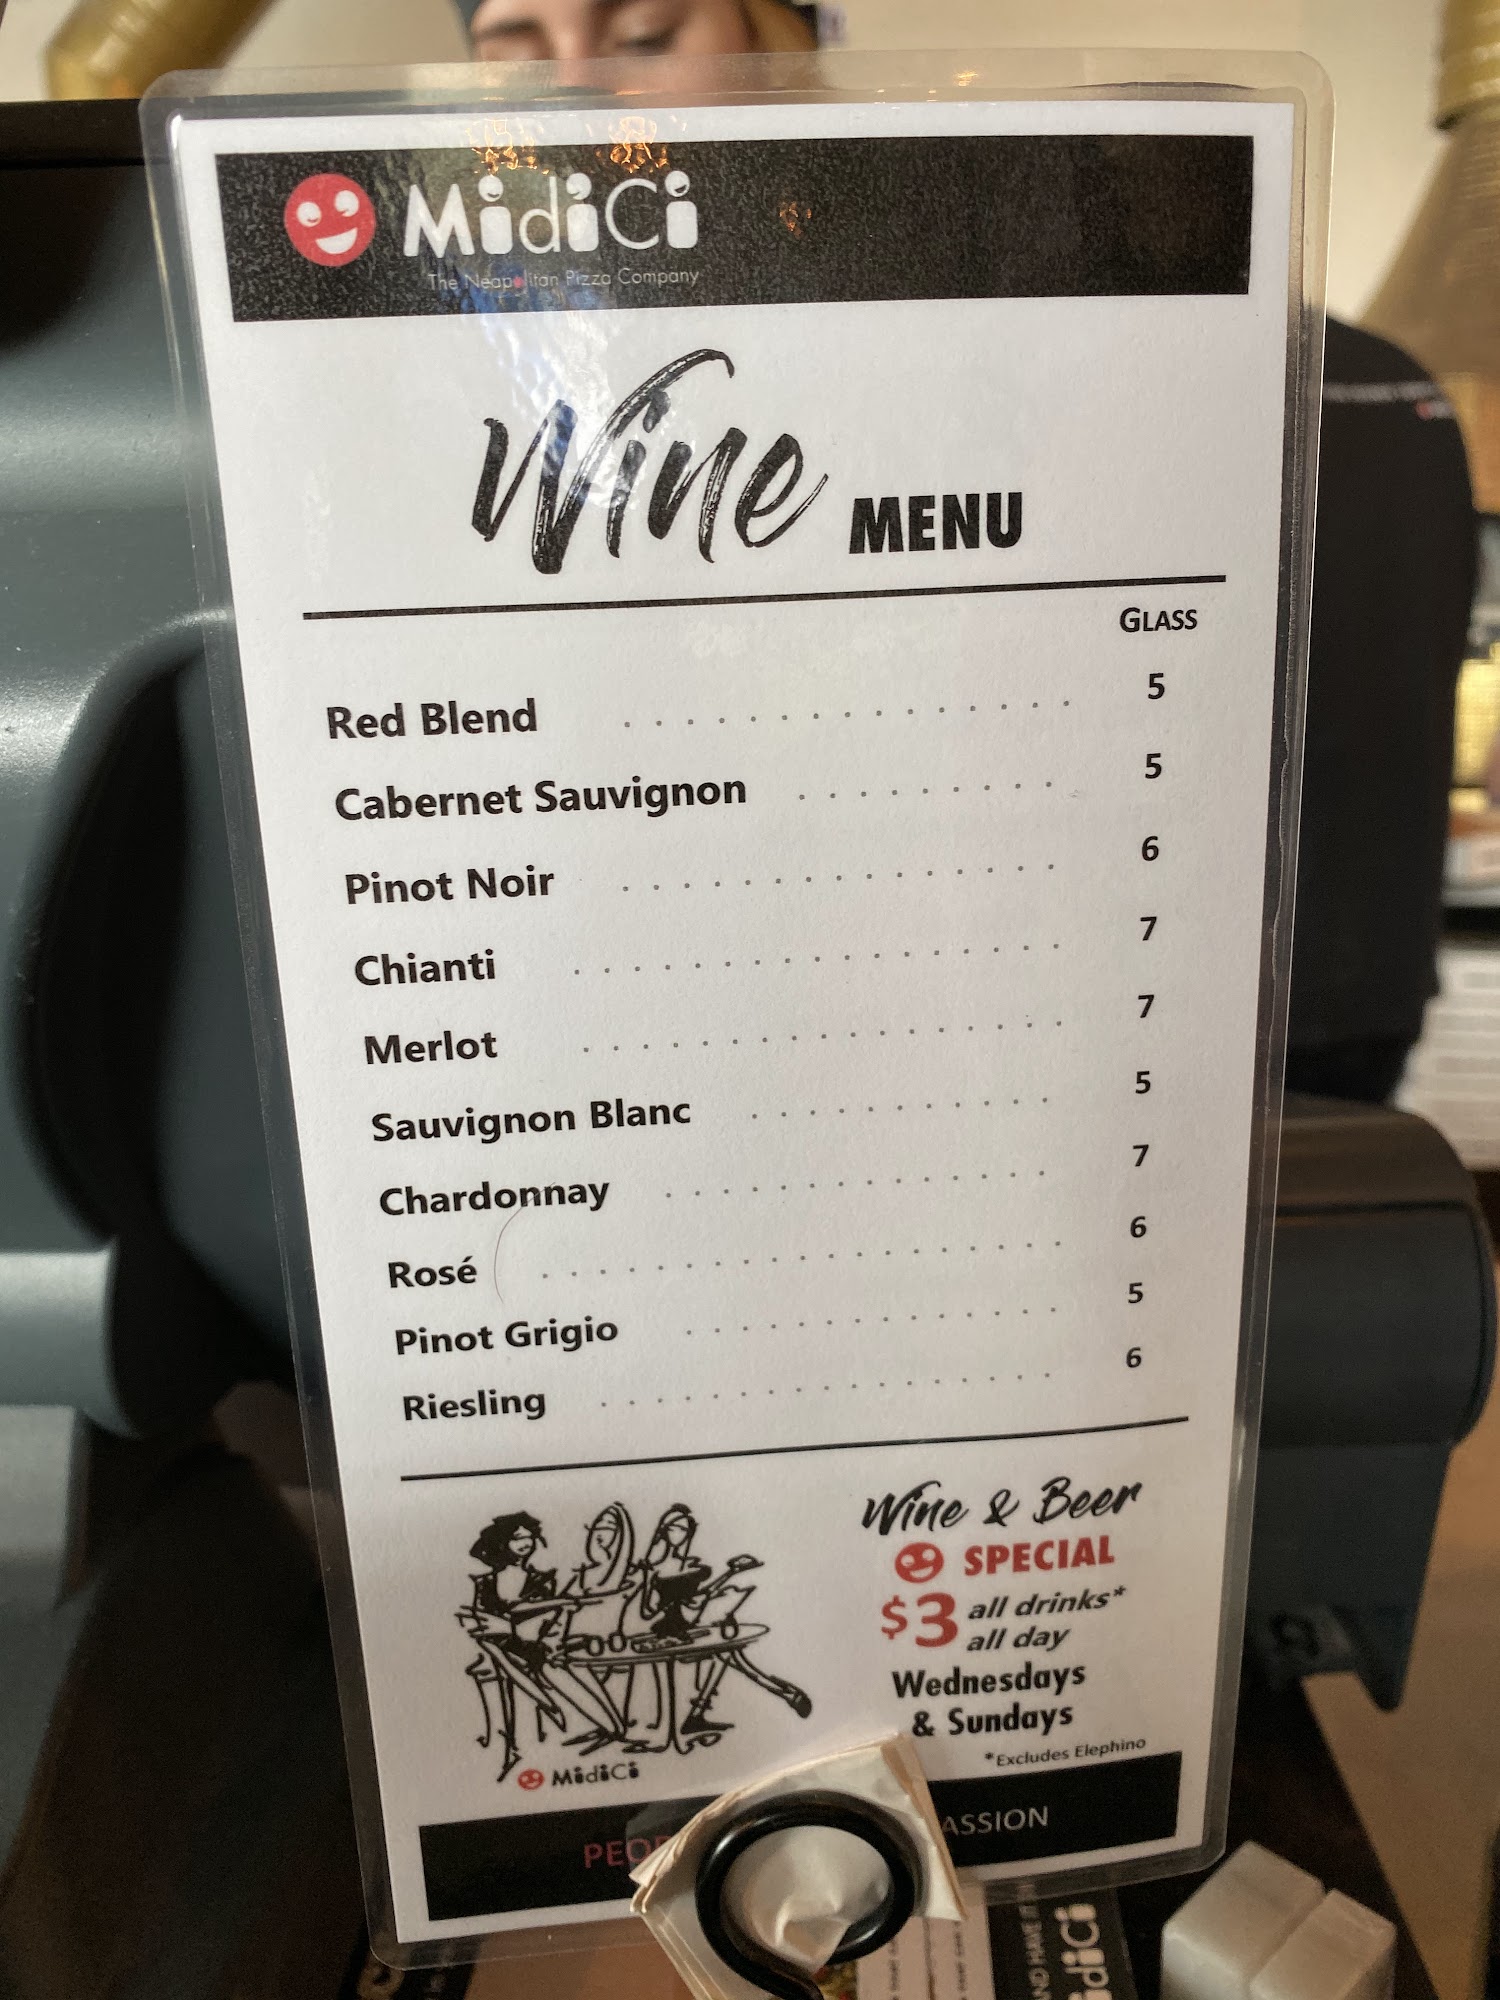 MidiCi
The Neapolitan Pizza Company
Wine MENU
GLASS
Red Blend . . . . . . . . . . . . . . . 5
Cabernet Sauvignon . . . . . . . . . 5
Pinot Noir . . . . . . . . . . . . . . . 6
Chianti . . . . . . . . . . . . . . . . . 7
Merlot . . . . . . . . . . . . . . . . . 7
Sauvignon Blanc . . . . . . . . . . . 5
Chardonnay . . . . . . . . . . . . . . 7
Rosé . . . . . . . . . . . . . . . . . . 6
Pinot Grigio . . . . . . . . . . . . . 5
Riesling . . . . . . . . . . . . . . . . 6
Wine & Beer
SPECIAL
$3 all drinks*
all day
Wednesdays
& Sundays
*Excludes Elephino
MidiCi